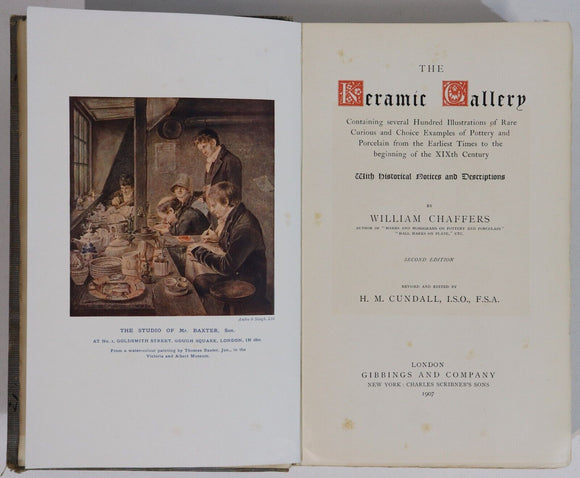 Andre & Sleigh, Ltd
THE STUDIO OF Mr. BAXTER, Sen.
AT No. 1, GOLDSMITH STREET, GOUGH SQUARE, LONDON, IN 1810.
From a water-colour painting by Thomas Baxter, Jun., in the
Victoria and Albert Museum.
THE
Keramic Gallery
Containing several Hundred Illustrations of Rare
Curious and Choice Examples of Pottery and
Porcelain from the Earliest Times to the
beginning of the XIXth Century
With Historical Notices and Descriptions
BY
WILLIAM CHAFFERS
AUTHOR OF "MARKS AND MONOGRAMS ON POTTERY AND PORCELAIN"
"HALL MARKS ON PLATE," ETC.
SECOND EDITION
REVISED AND EDITED BY
H. M. CUNDALL, I.S.O., F.S.A.
LONDON
GIBBINGS AND COMPANY
NEW YORK: CHARLES SCRIBNER'S SONS
1907